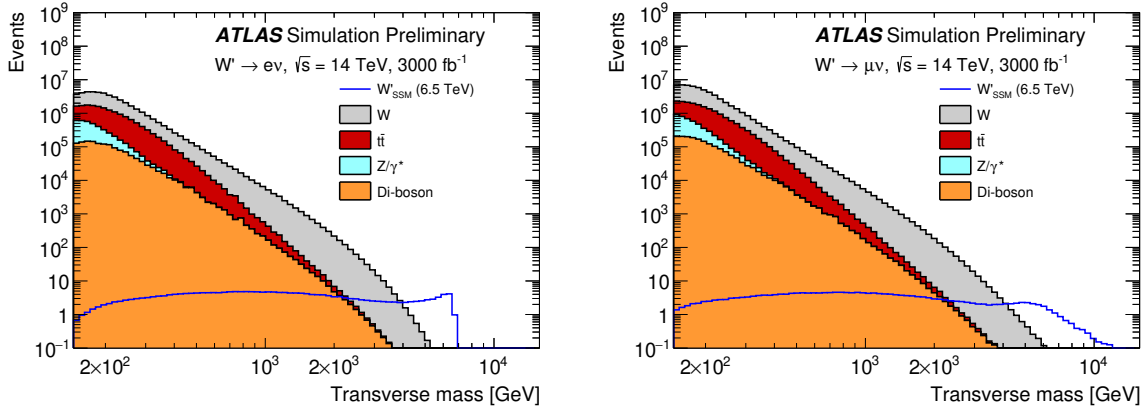 Events
10⁹
10⁸
10⁷
10⁶
10⁵
10⁴
10³
10²
10
1
10⁻¹
ATLAS Simulation Preliminary
W' → eν, √s = 14 TeV, 3000 fb⁻¹
W'SSM (6.5 TeV)
W
tt̄
Z/γ*
Di-boson
2×10² 10³ 2×10³ 10⁴
Transverse mass [GeV]
Events
10⁹
10⁸
10⁷
10⁶
10⁵
10⁴
10³
10²
10
1
10⁻¹
ATLAS Simulation Preliminary
W' → μν, √s = 14 TeV, 3000 fb⁻¹
W'SSM (6.5 TeV)
W
tt̄
Z/γ*
Di-boson
2×10² 10³ 2×10³ 10⁴
Transverse mass [GeV]